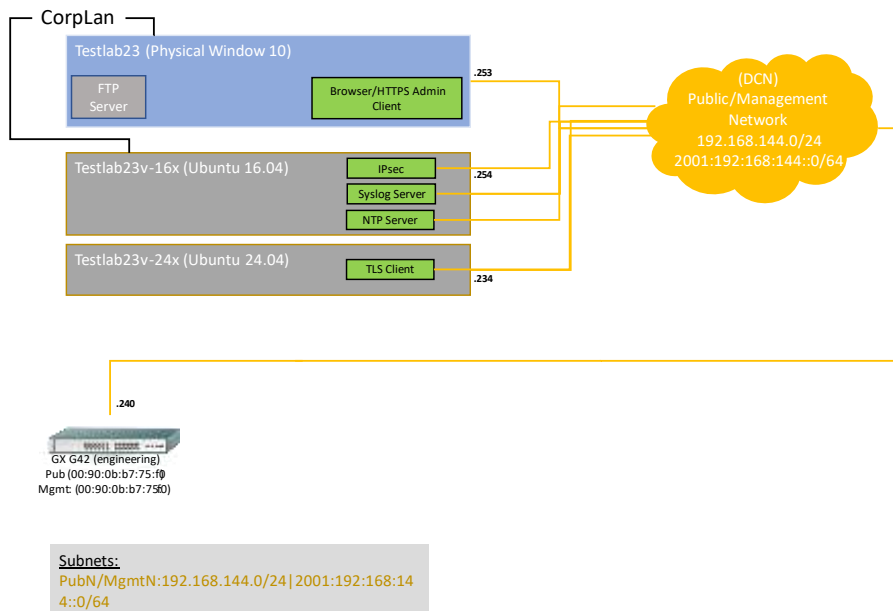 CorpLan
Testlab23 (Physical Window 10)
FTP
Server
Browser/HTTPS Admin
Client
.253
(DCN)
Public/Management
Network
192.168.144.0/24
2001:192:168:144::0/64
Testlab23v-16x (Ubuntu 16.04)
IPsec
.254
Syslog Server
NTP Server
Testlab23v-24x (Ubuntu 24.04)
TLS Client
.234
.240
GX G42 (engineering)
Pub (00:90:0b:b7:75:f0)
Mgmt: (00:90:0b:b7:75:f0)
Subnets:
PubN/MgmtN:192.168.144.0/24|2001:192:168:14
4::0/64